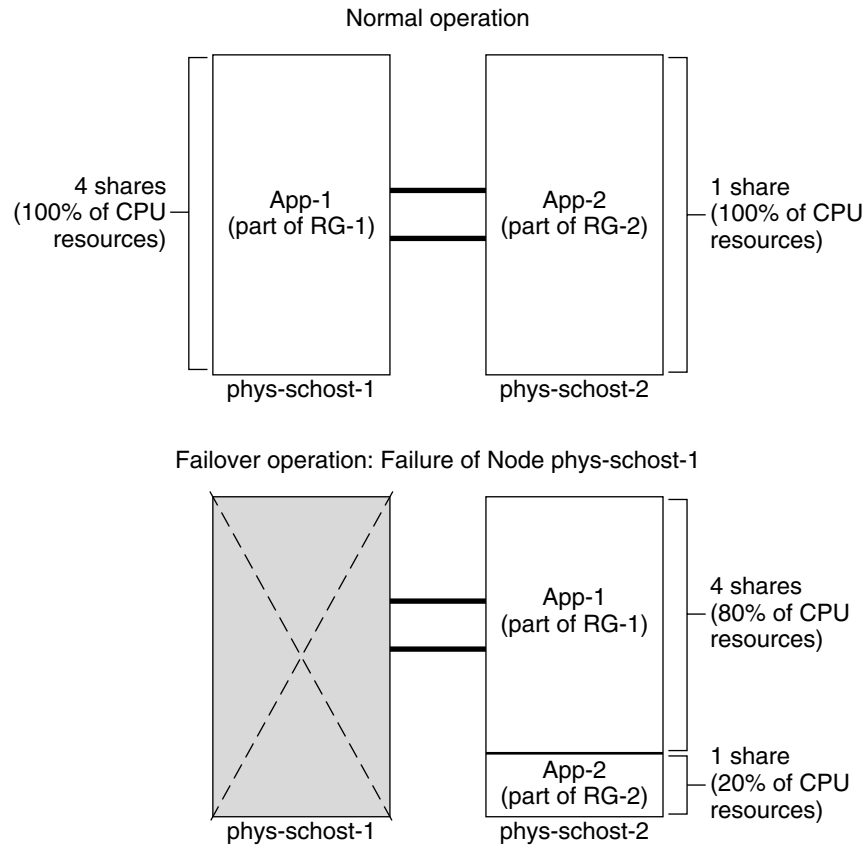 Normal operation
4 shares
(100% of CPU
resources)
App-1
(part of RG-1)
App-2
(part of RG-2)
1 share
(100% of CPU
resources)
phys-schost-1
phys-schost-2
Failover operation: Failure of Node phys-schost-1
App-1
(part of RG-1)
4 shares
(80% of CPU
resources)
App-2
(part of RG-2)
1 share
(20% of CPU
resources)
phys-schost-1
phys-schost-2